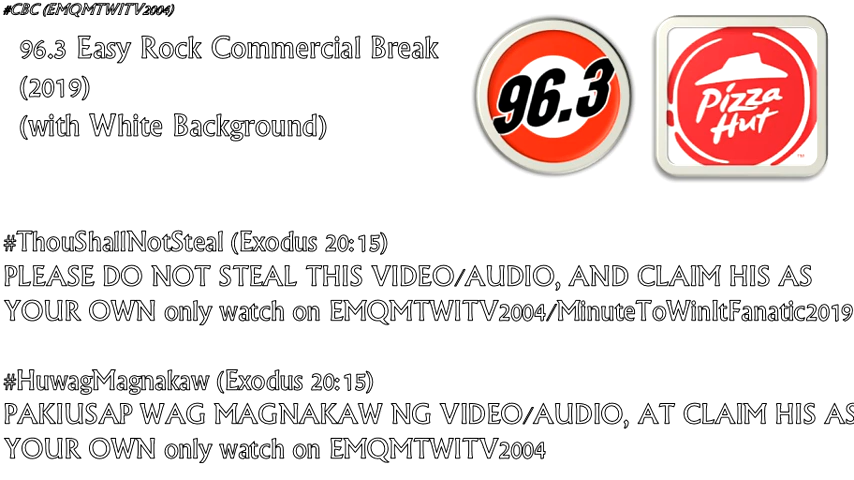 #CBC (EMQMTWITV2004)
96.3 Easy Rock Commercial Break
(2019)
(with White Background)
96.3
Pizza
Hut
™
#ThouShallNotSteal (Exodus 20:15)
PLEASE DO NOT STEAL THIS VIDEO/AUDIO, AND CLAIM HIS AS
YOUR OWN only watch on EMQMTWITV2004/MinuteToWinItFanatic2019
#HuwagMagnakaw (Exodus 20:15)
PAKIUSAP WAG MAGNAKAW NG VIDEO/AUDIO, AT CLAIM HIS AS
YOUR OWN only watch on EMQMTWITV2004